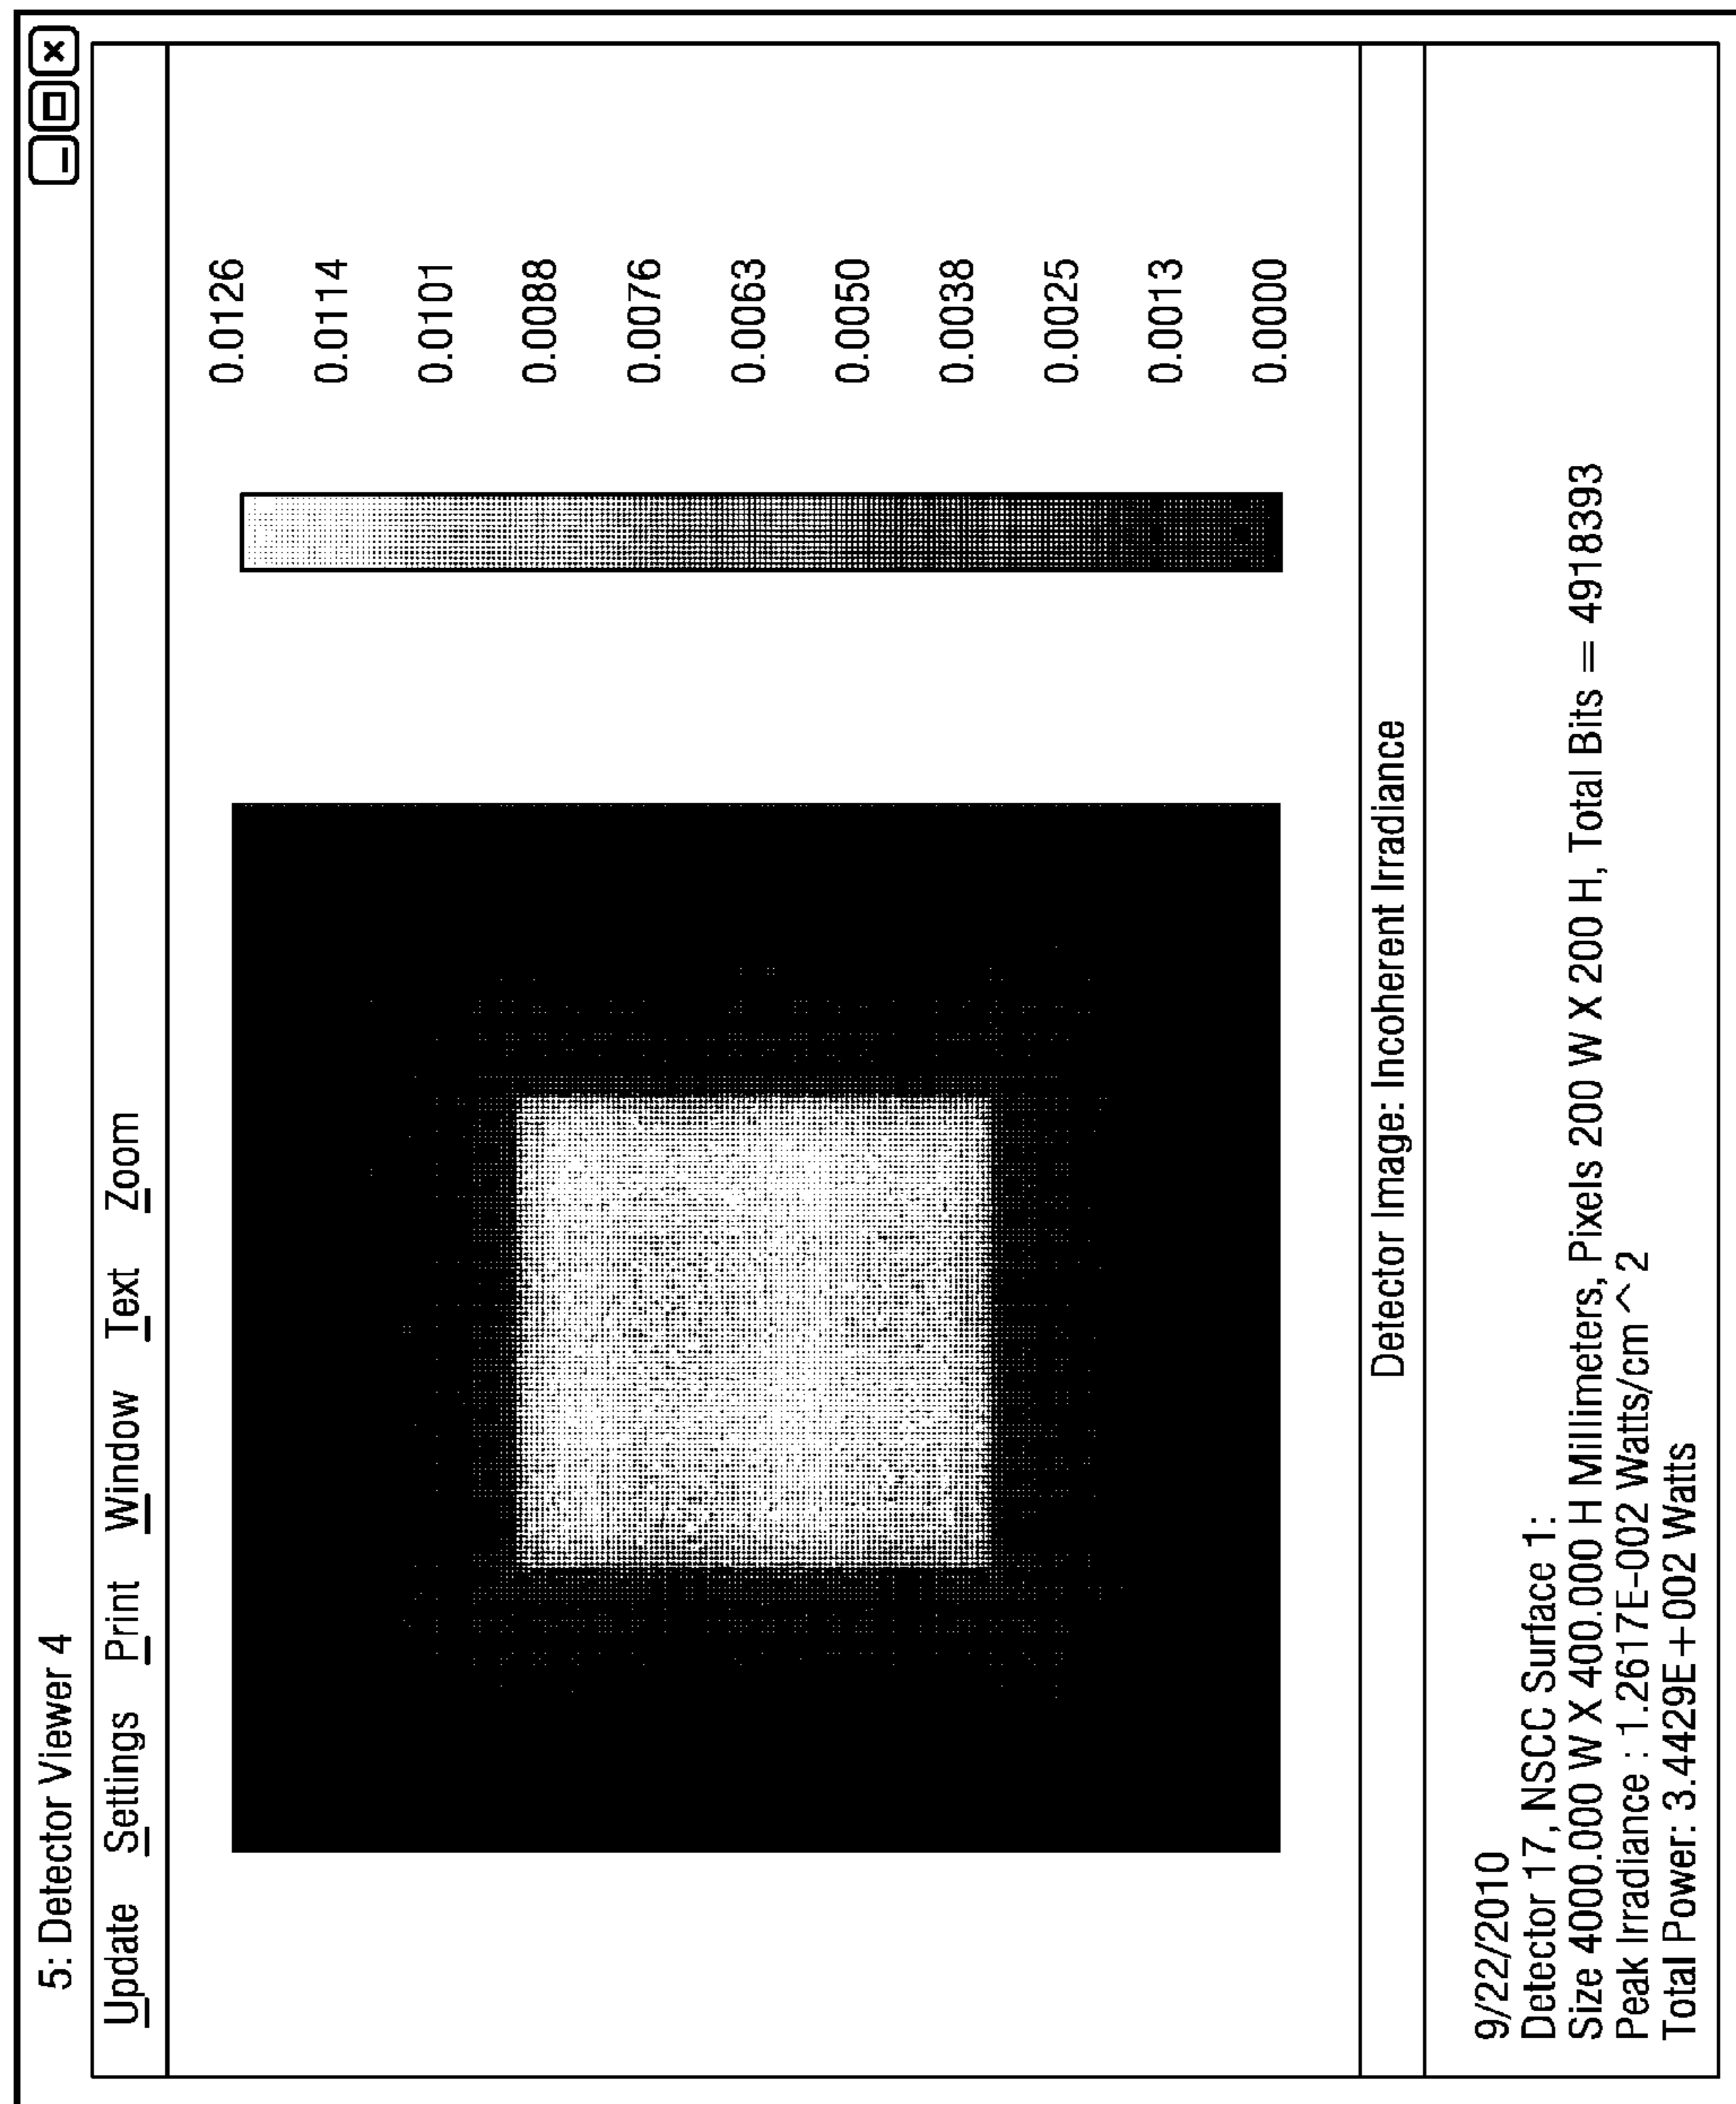 5: Detector Viewer 4
Update Settings Print Window Text Zoom
0.0126
0.0114
0.0101
0.0088
0.0076
0.0063
0.0050
0.0038
0.0025
0.0013
0.0000
Detector Image: Incoherent Irradiance
9/22/2010
Detector 17, NSCC Surface 1:
Size 4000.000 W X 400.000 H Millimeters, Pixels 200 W X 200 H, Total Bits = 4918393
Peak Irradiance : 1.2617E-002 Watts/cm ^ 2
Total Power: 3.4429E+002 Watts